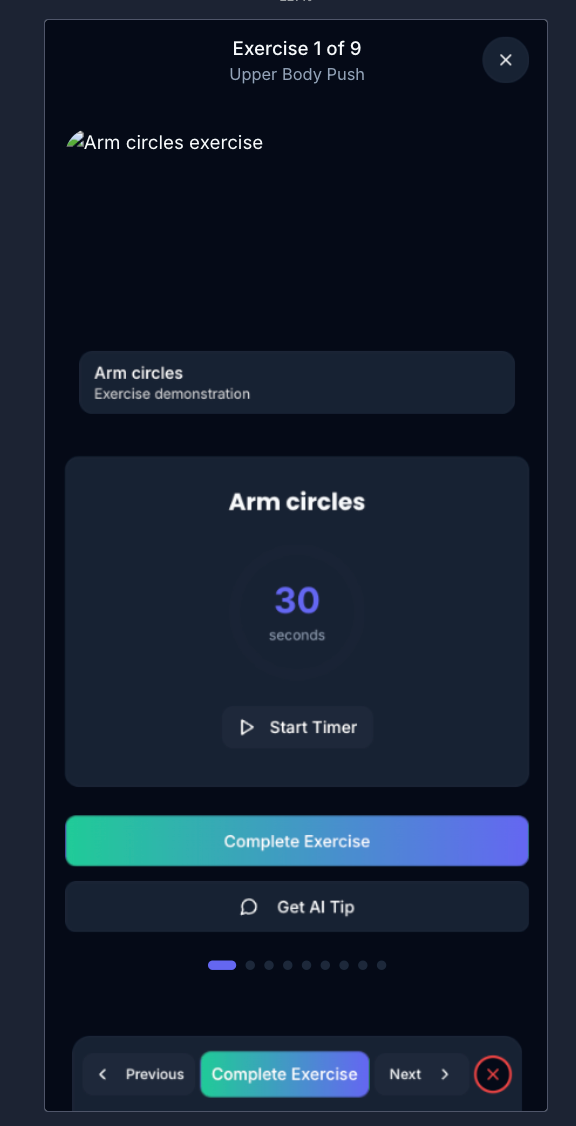 Exercise 1 of 9
Upper Body Push
Arm circles exercise
Arm circles
Exercise demonstration
Arm circles
30
seconds
Start Timer
Complete Exercise
Get AI Tip
Previous
Complete Exercise
Next